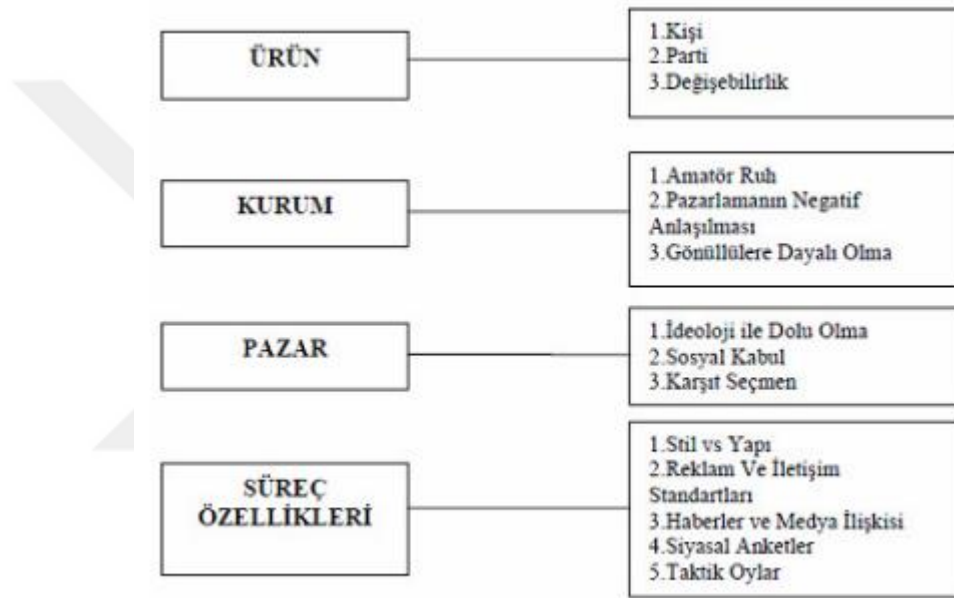 ÜRÜN
1.Kişi
2.Parti
3.Değişebilirlik
KURUM
1.Amatör Ruh
2.Pazarlamanın Negatif
Anlaşılması
3.Gönüllülere Dayalı Olma
PAZAR
1.İdeoloji ile Dolu Olma
2.Sosyal Kabul
3.Karşıt Seçmen
SÜREÇ
ÖZELLİKLERİ
1.Stil vs Yapı
2.Reklam Ve İletişim
Standartları
3.Haberler ve Medya İlişkisi
4.Siyasal Anketler
5.Taktik Oylar